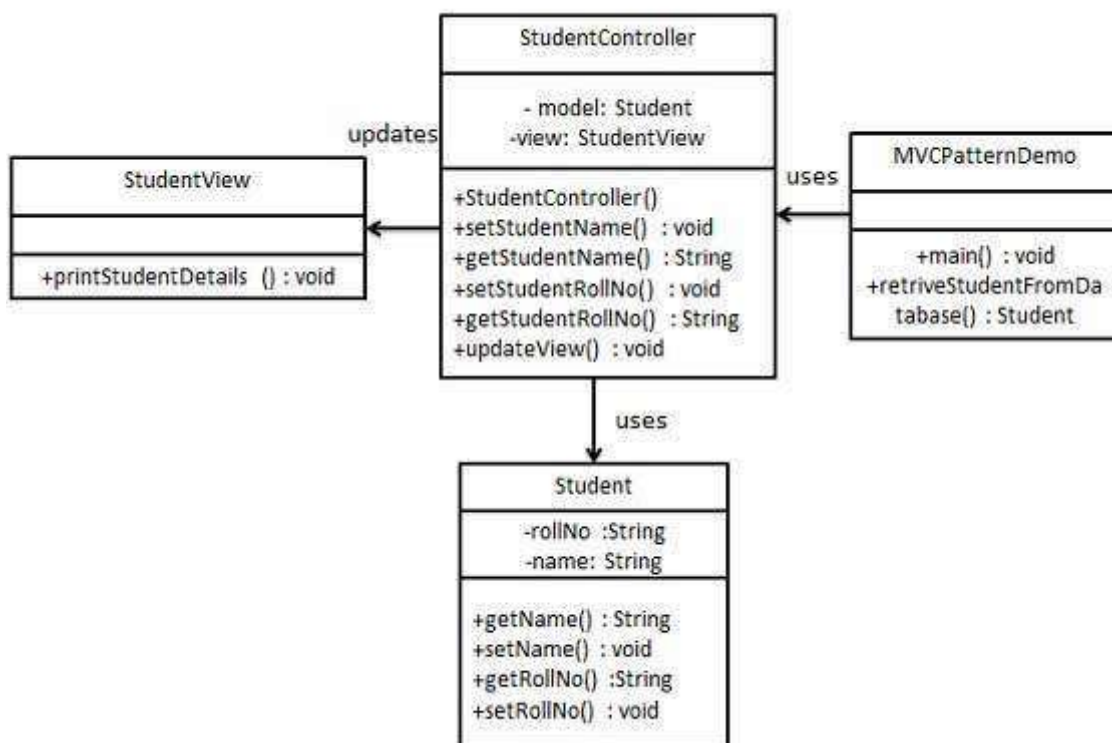 StudentController
- model: Student
-view: StudentView
+StudentController()
+setStudentName() : void
+getStudentName() : String
+setStudentRollNo() : void
+getStudentRollNo() : String
+updateView() : void
updates
StudentView
+printStudentDetails () : void
uses
MVCPatternDemo
+main() : void
+retriveStudentFromDa
tabase() : Student
uses
Student
-rollNo :String
-name: String
+getName() : String
+setName() : void
+getRollNo() :String
+setRollNo() : void